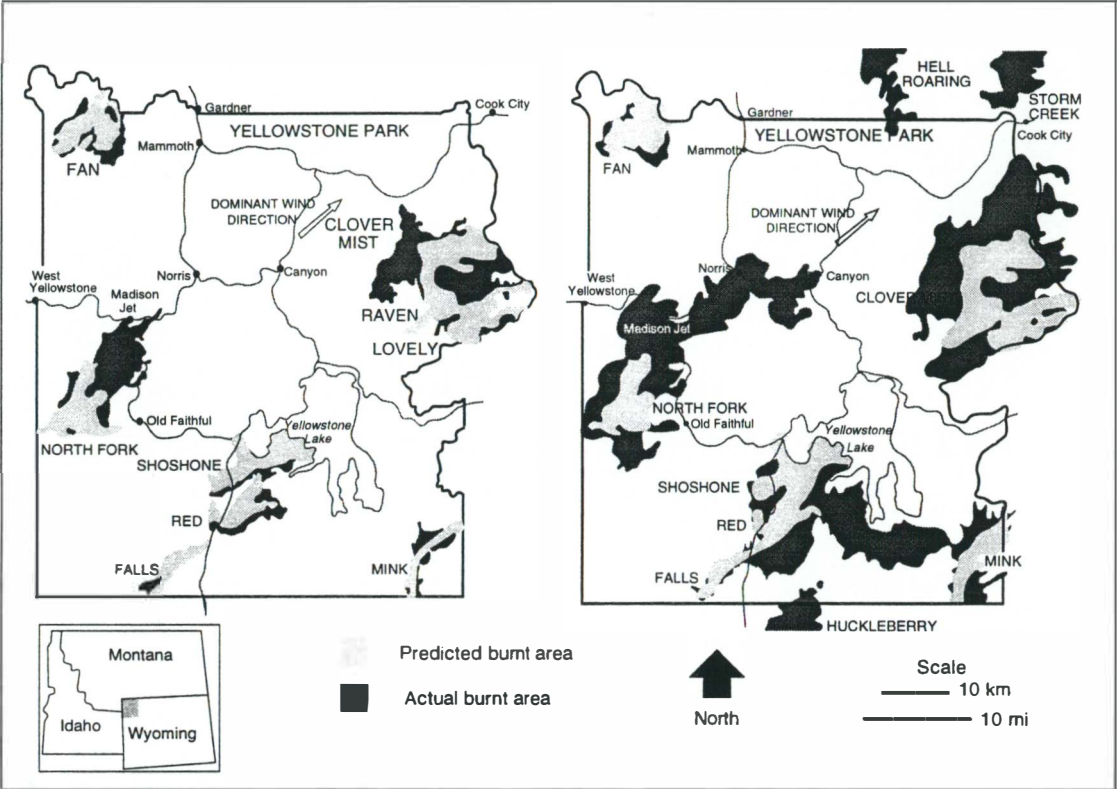 Gardner
Cook City
YELLOWSTONE PARK
Mammoth
FAN
DOMINANT WIND
DIRECTION
CLOVER
MIST
West
Yellowstone
Norris
Canyon
Madison
Jet
RAVEN
LOVELY
Old Faithful
NORTH FORK
Yellowstone
Lake
SHOSHONE
RED
FALLS
MINK
HELL
ROARING
STORM
CREEK
Gardner
Cook City
YELLOWSTONE PARK
Mammoth
FAN
DOMINANT WIND
DIRECTION
Norris
Canyon
West
Yellowstone
Madison Jet
NORTH FORK
Old Faithful
Yellowstone
Lake
SHOSHONE
RED
FALLS
MINK
HUCKLEBERRY
Montana
Idaho
Wyoming
Predicted burnt area
Actual burnt area
North
Scale
10 km
10 mi